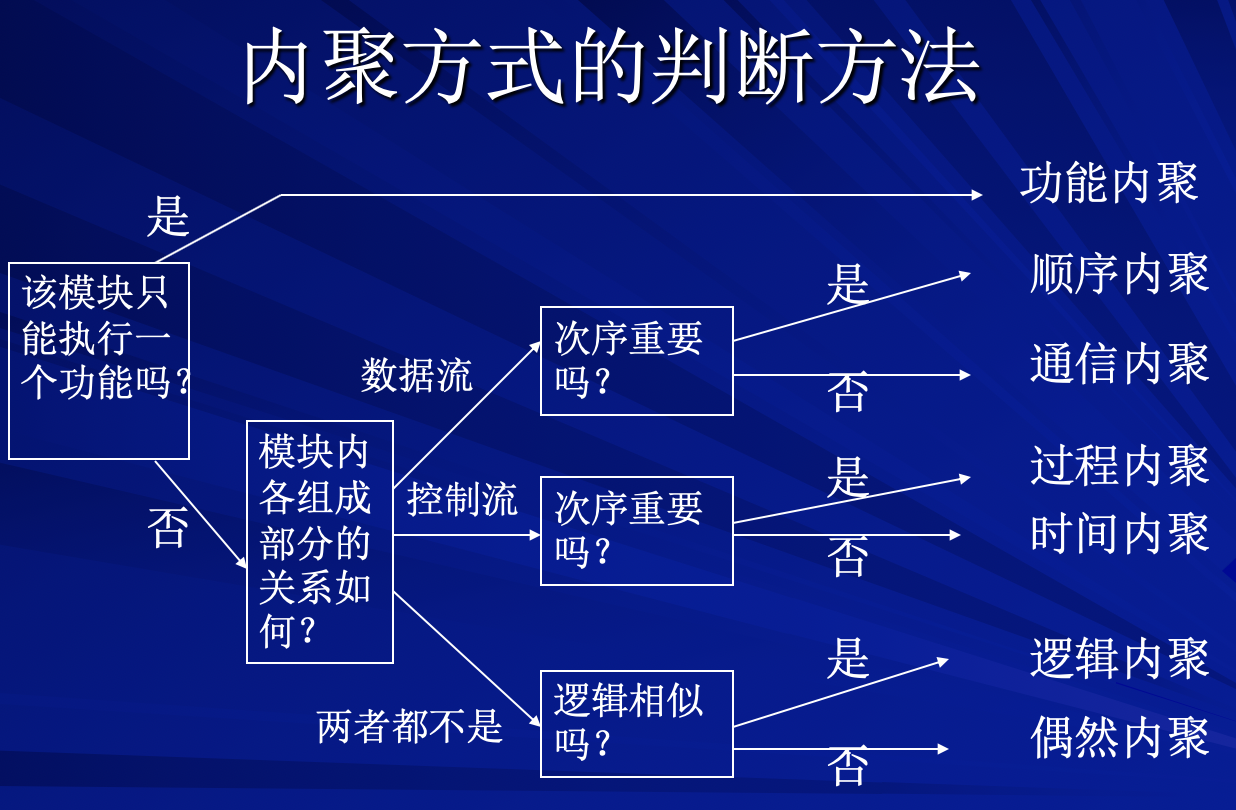 内聚方式的判断方法
是
功能内聚
该模块只
能执行一
个功能吗？
否
模块内
各组成
部分的
关系如
何？
数据流
次序重要
吗？
是
顺序内聚
否
通信内聚
控制流
次序重要
吗？
是
过程内聚
否
时间内聚
两者都不是
逻辑相似
吗？
是
逻辑内聚
否
偶然内聚